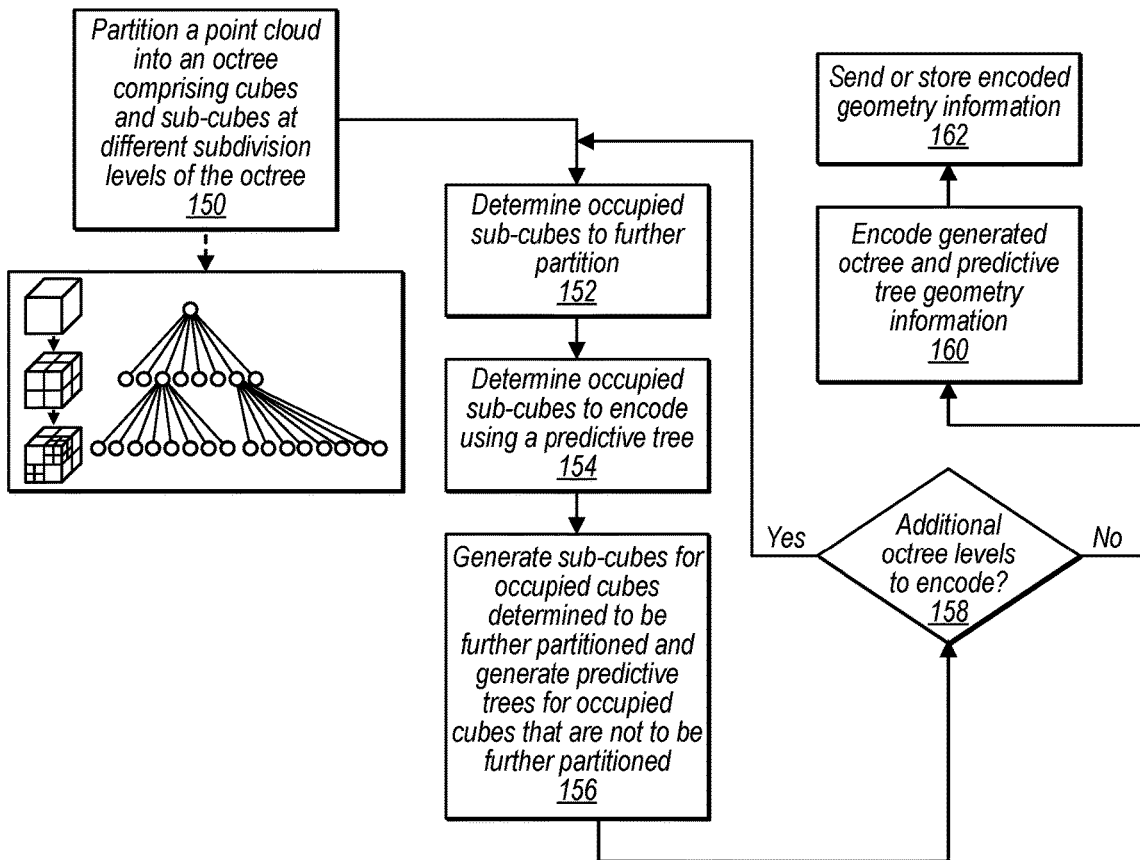 Partition a point cloud
into an octree
comprising cubes
and sub-cubes at
different subdivision
levels of the octree
150
Determine occupied
sub-cubes to further
partition
152
Determine occupied
sub-cubes to encode
using a predictive tree
154
Generate sub-cubes for
occupied cubes
determined to be
further partitioned and
generate predictive
trees for occupied
cubes that are not to be
further partitioned
156
Additional
octree levels
to encode?
158
Yes
No
Encode generated
octree and predictive
tree geometry
information
160
Send or store encoded
geometry information
162